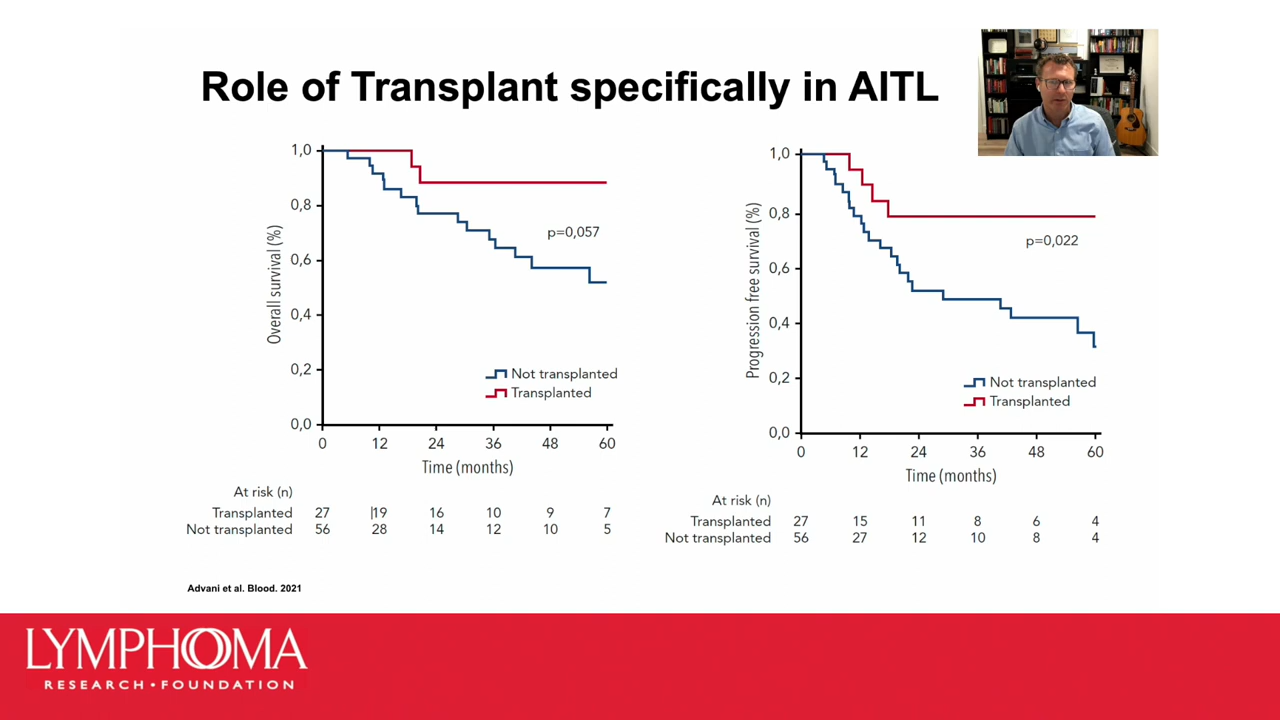 Role of Transplant specifically in AITL
1,0
0,8
0,6
0,4
0,2
0,0
Overall survival (%)
p=0,057
Not transplanted
Transplanted
0 12 24 36 48 60
Time (months)
At risk (n)
Transplanted 27 19 16 10 9 7
Not transplanted 56 28 14 12 10 5
1,0
0,8
0,6
0,4
0,2
0,0
Progression free survival (%)
p=0,022
Not transplanted
Transplanted
0 12 24 36 48 60
Time (months)
At risk (n)
Transplanted 27 15 11 8 6 4
Not transplanted 56 27 12 10 8 4
Advani et al. Blood. 2021
LYMPHOMA
RESEARCH • FOUNDATION